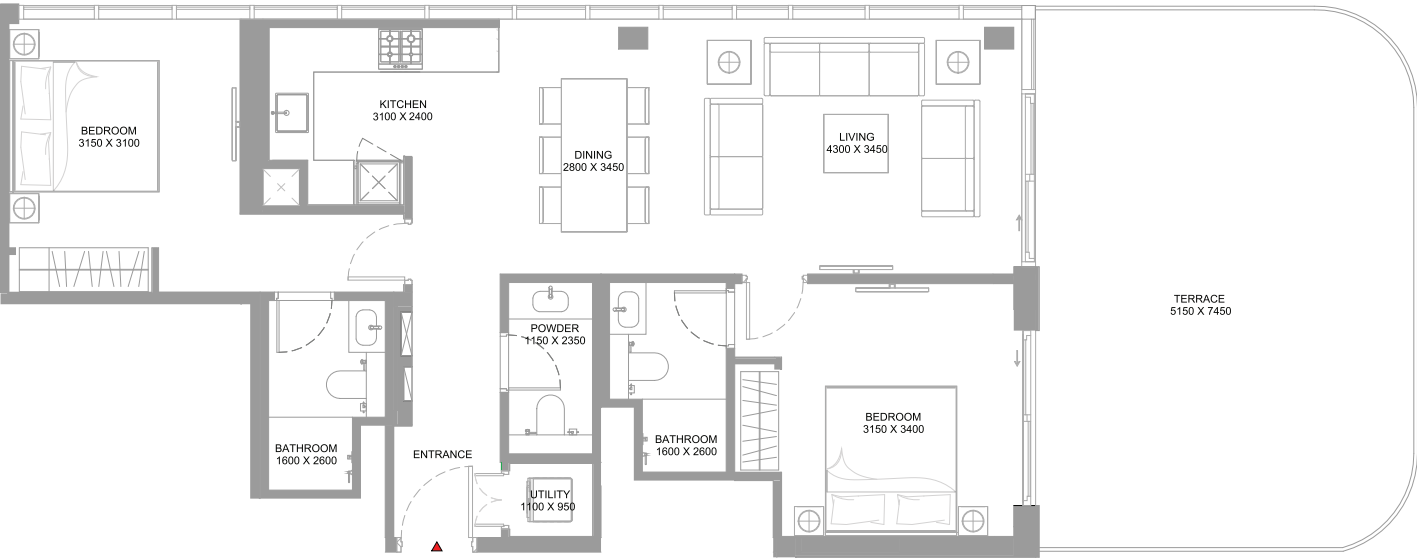 BEDROOM
3150 X 3100
KITCHEN
3100 X 2400
DINING
2800 X 3450
LIVING
4300 X 3450
TERRACE
5150 X 7450
POWDER
1150 X 2350
BATHROOM
1600 X 2600
ENTRANCE
UTILITY
1100 X 950
BATHROOM
1600 X 2600
BEDROOM
3150 X 3400